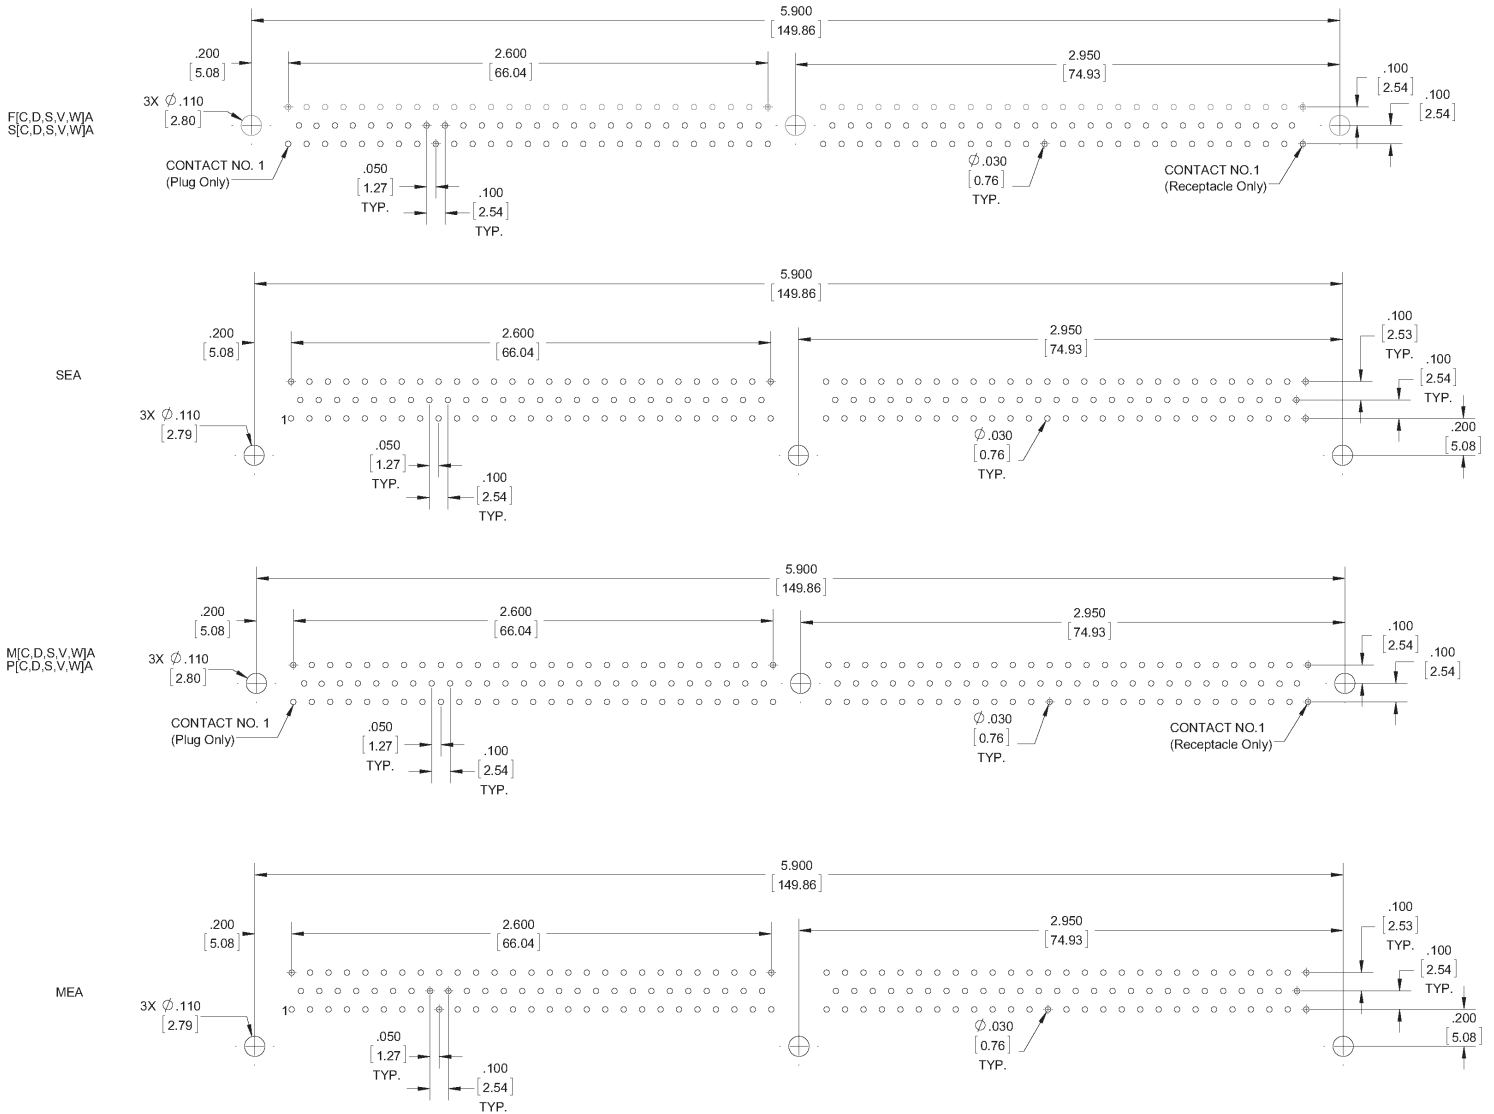 5.900
[149.86]
.200
[5.08]
2.600
[66.04]
2.950
[74.93]
.100
[2.54]
.100
[2.54]
3X Ø .110
[2.80]
F[C,D,S,V,W]A
S[C,D,S,V,W]A
CONTACT NO. 1
(Plug Only)
.050
[1.27]
TYP.
.100
[2.54]
TYP.
Ø .030
[0.76]
TYP.
CONTACT NO.1
(Receptacle Only)
5.900
[149.86]
.200
[5.08]
2.600
[66.04]
2.950
[74.93]
.100
[2.53]
TYP.
.100
[2.54]
TYP.
SEA
3X Ø .110
[2.79]
1
.050
[1.27]
TYP.
.100
[2.54]
TYP.
Ø .030
[0.76]
TYP.
.200
[5.08]
5.900
[149.86]
.200
[5.08]
2.600
[66.04]
2.950
[74.93]
.100
[2.54]
.100
[2.54]
M[C,D,S,V,W]A
P[C,D,S,V,W]A
3X Ø .110
[2.80]
CONTACT NO. 1
(Plug Only)
.050
[1.27]
TYP.
.100
[2.54]
TYP.
Ø .030
[0.76]
TYP.
CONTACT NO.1
(Receptacle Only)
5.900
[149.86]
.200
[5.08]
2.600
[66.04]
2.950
[74.93]
.100
[2.53]
TYP.
.100
[2.54]
TYP.
MEA
3X Ø .110
[2.79]
1
.050
[1.27]
TYP.
.100
[2.54]
TYP.
Ø .030
[0.76]
TYP.
.200
[5.08]